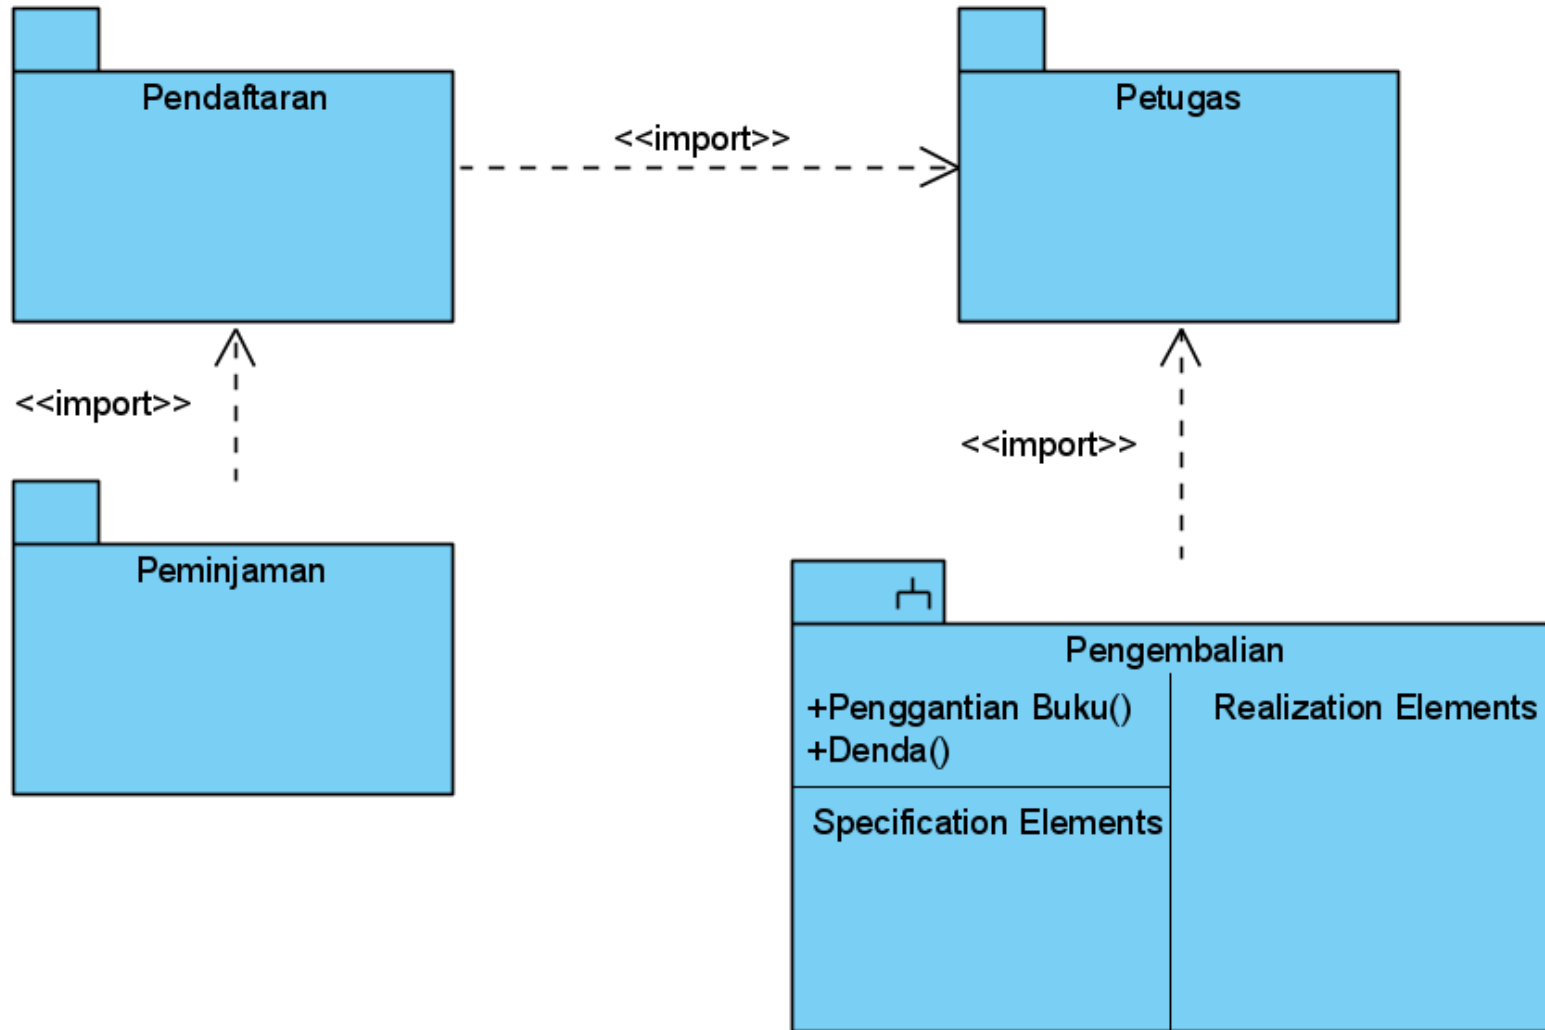 Pendaftaran
Petugas
<<import>>
<<import>>
<<import>>
Peminjaman
Pengembalian
+Penggantian Buku()
+Denda()
Realization Elements
Specification Elements